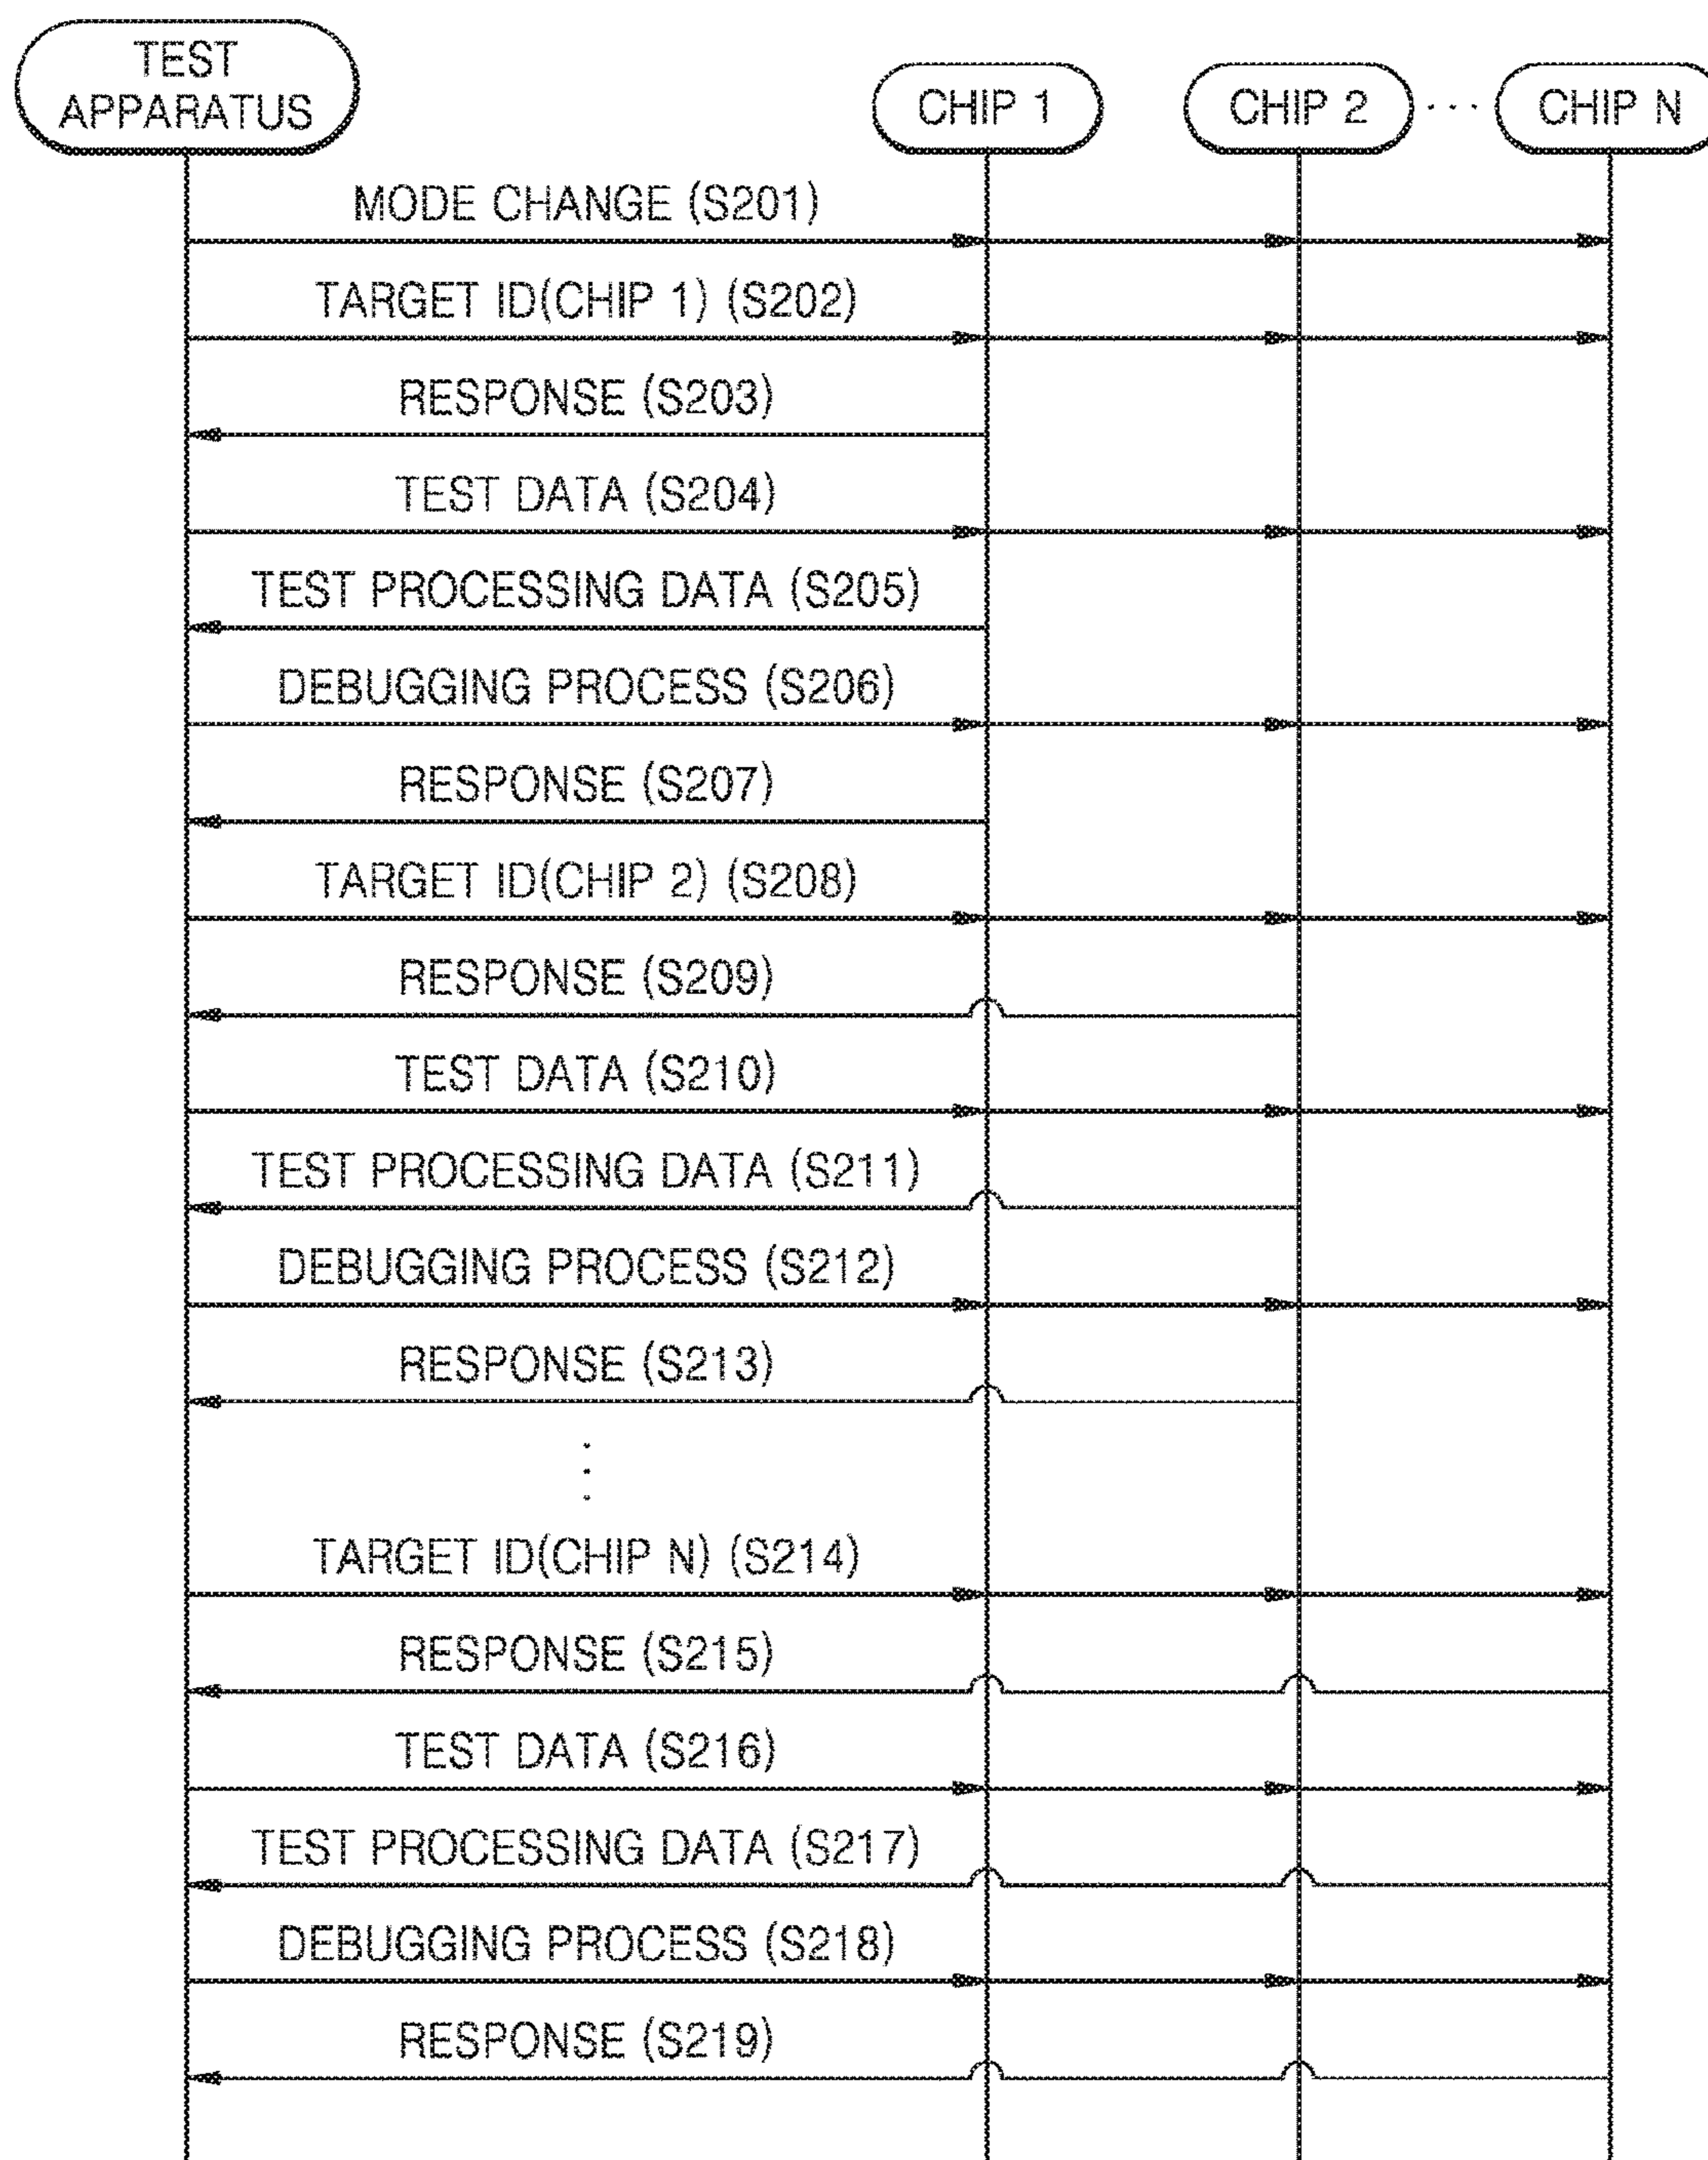 TEST
APPARATUS
CHIP 1
CHIP 2
· · ·
CHIP N
MODE CHANGE (S201)
TARGET ID(CHIP 1) (S202)
RESPONSE (S203)
TEST DATA (S204)
TEST PROCESSING DATA (S205)
DEBUGGING PROCESS (S206)
RESPONSE (S207)
TARGET ID(CHIP 2) (S208)
RESPONSE (S209)
TEST DATA (S210)
TEST PROCESSING DATA (S211)
DEBUGGING PROCESS (S212)
RESPONSE (S213)
TARGET ID(CHIP N) (S214)
RESPONSE (S215)
TEST DATA (S216)
TEST PROCESSING DATA (S217)
DEBUGGING PROCESS (S218)
RESPONSE (S219)